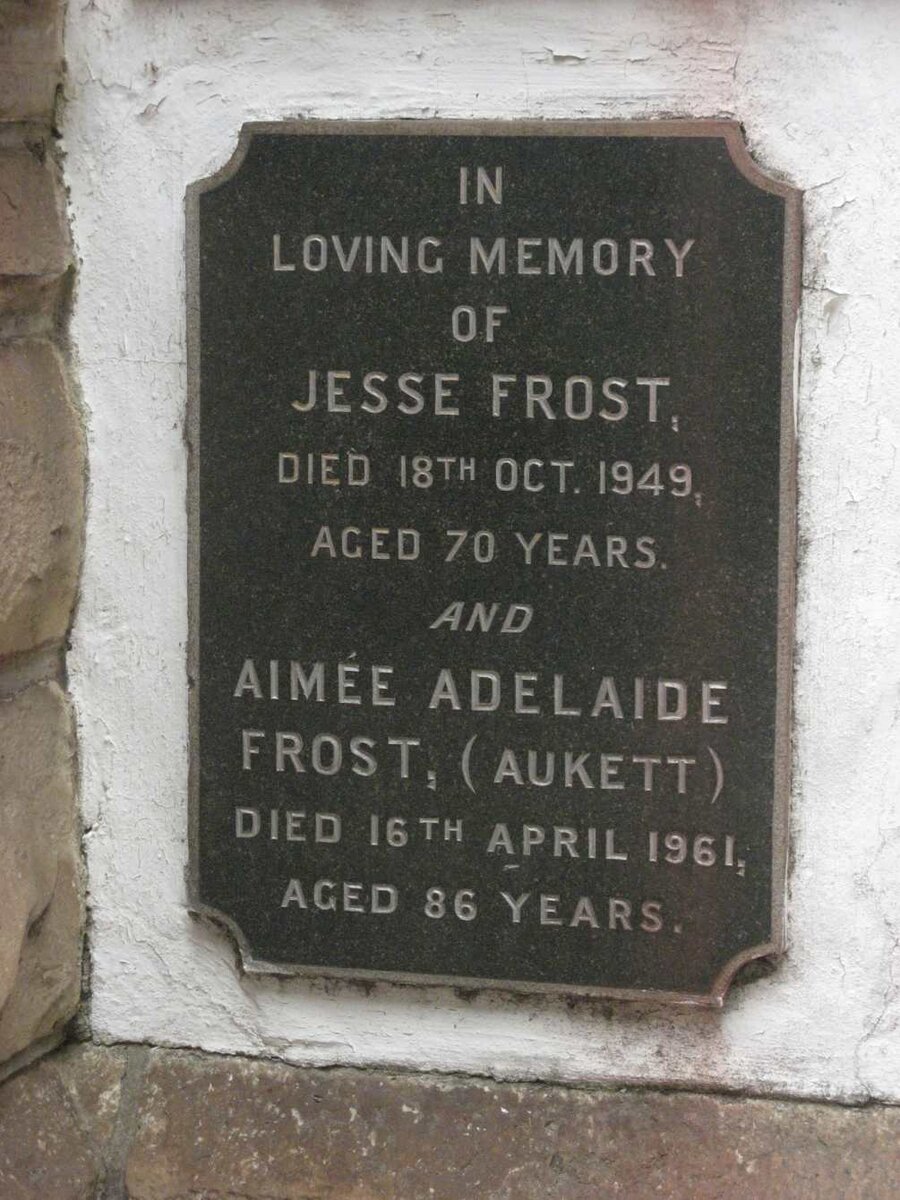 IN
LOVING MEMORY
OF
JESSE FROST,
DIED 18TH OCT. 1949,
AGED 70 YEARS.
AND
AIMÉE ADELAIDE
FROST, (AUKETT)
DIED 16TH APRIL 1961,
AGED 86 YEARS.